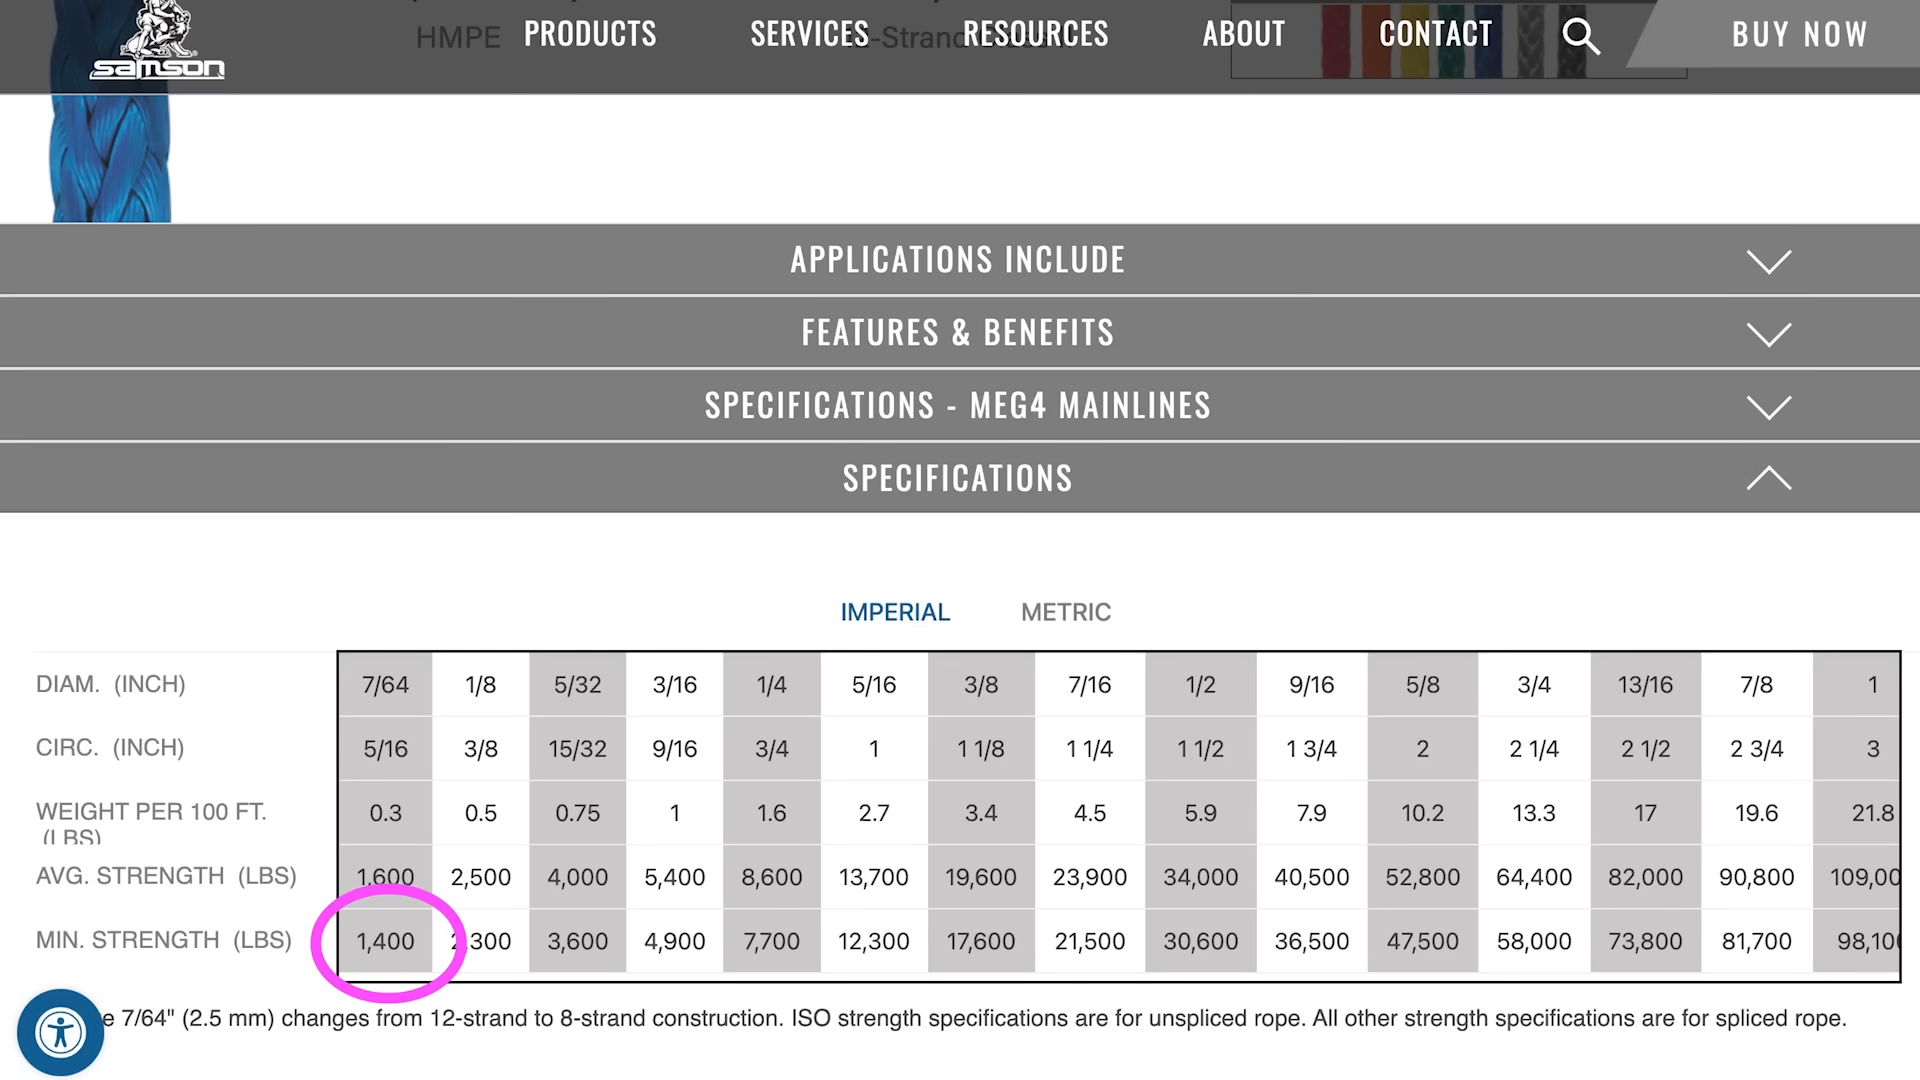 HMPE
PRODUCTS SERVICES RESOURCES ABOUT CONTACT BUY NOW
samson
APPLICATIONS INCLUDE
FEATURES & BENEFITS
SPECIFICATIONS - MEG4 MAINLINES
SPECIFICATIONS
IMPERIAL METRIC
DIAM. (INCH) 7/64 1/8 5/32 3/16 1/4 5/16 3/8 7/16 1/2 9/16 5/8 3/4 13/16 7/8 1
CIRC. (INCH) 5/16 3/8 15/32 9/16 3/4 1 1 1/8 1 1/4 1 1/2 1 3/4 2 2 1/4 2 1/2 2 3/4 3
WEIGHT PER 100 FT. (LBS) 0.3 0.5 0.75 1 1.6 2.7 3.4 4.5 5.9 7.9 10.2 13.3 17 19.6 21.8
AVG. STRENGTH (LBS) 1,600 2,500 4,000 5,400 8,600 13,700 19,600 23,900 34,000 40,500 52,800 64,400 82,000 90,800 109,00
MIN. STRENGTH (LBS) 1,400 2,300 3,600 4,900 7,700 12,300 17,600 21,500 30,600 36,500 47,500 58,000 73,800 81,700 98,10
7/64" (2.5 mm) changes from 12-strand to 8-strand construction. ISO strength specifications are for unspliced rope. All other strength specifications are for spliced rope.